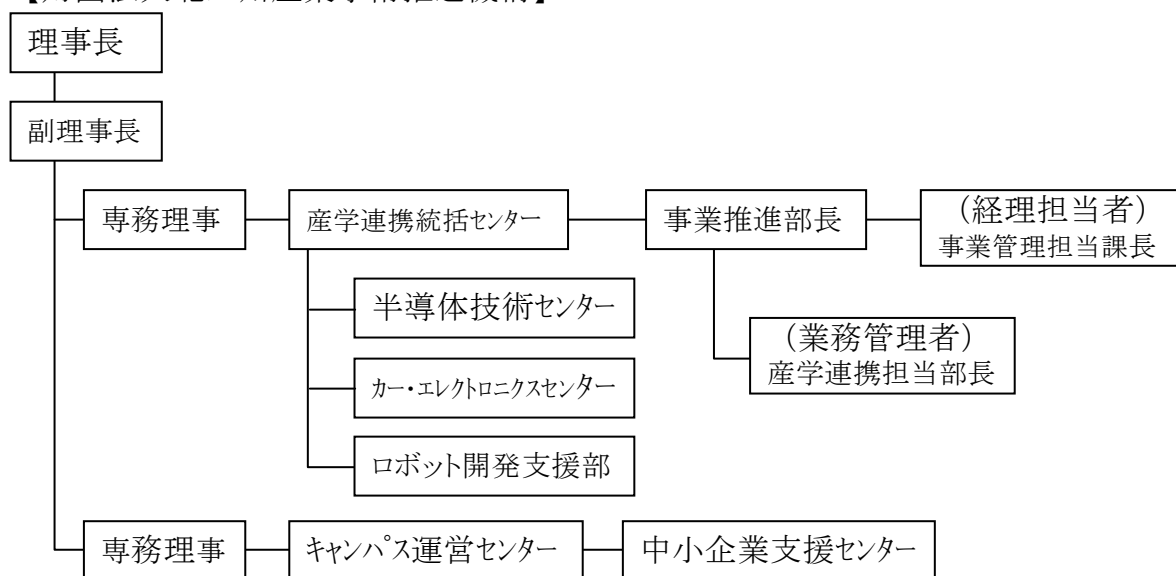 理事長
副理事長
専務理事
産学連携統括センター
事業推進部長
（経理担当者）
事業管理担当課長
半導体技術センター
（業務管理者）
産学連携担当部長
カー・エレクトロニクスセンター
ロボット開発支援部
専務理事
キャンパス運営センター
中小企業支援センター